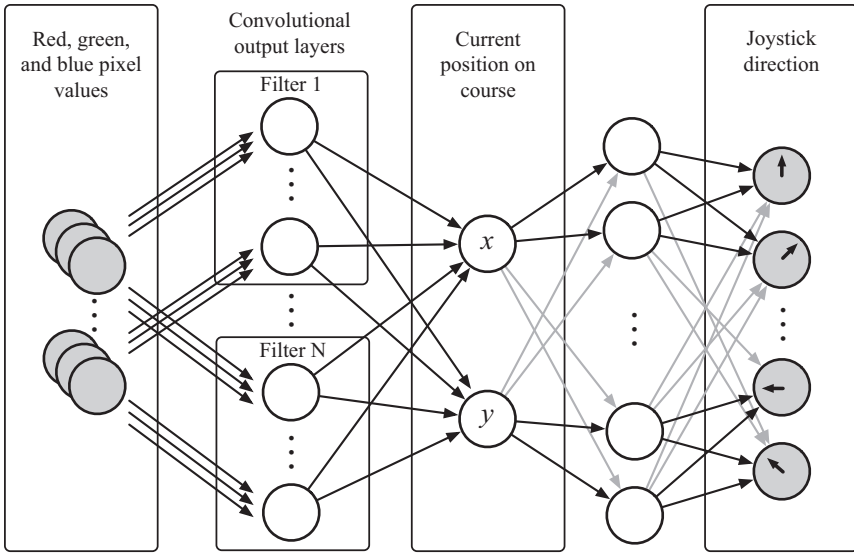 Red, green,
and blue pixel
values
Convolutional
output layers
Filter 1
Filter N
Current
position on
course
x
y
Joystick
direction